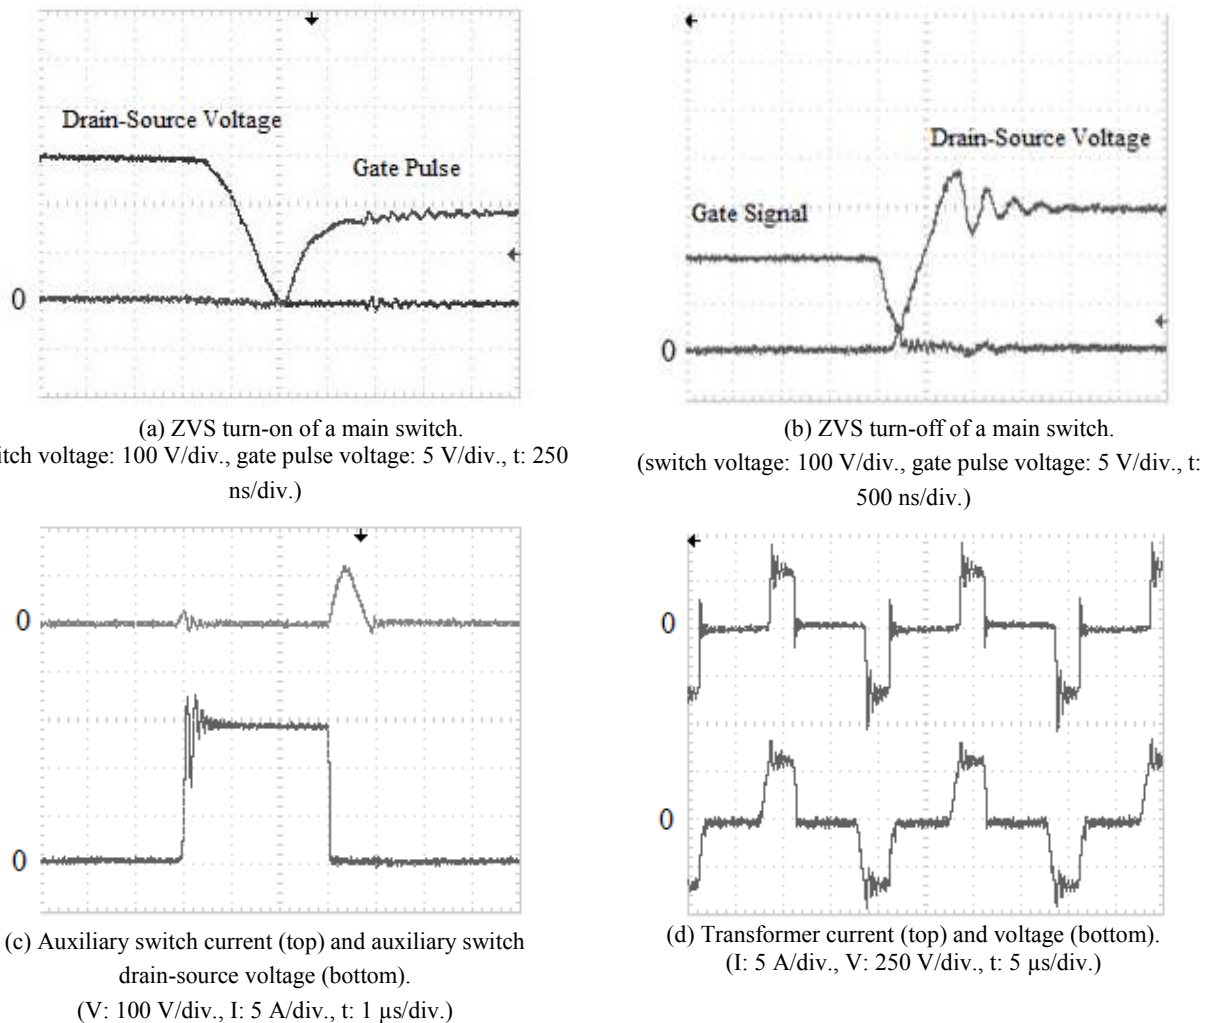 Drain-Source Voltage
Gate Pulse
0
(a) ZVS turn-on of a main switch.
voltage: 100 V/div., gate pulse voltage: 5 V/div., t: 250
ns/div.)
Drain-Source Voltage
Gate Signal
0
(b) ZVS turn-off of a main switch.
(switch voltage: 100 V/div., gate pulse voltage: 5 V/div., t:
500 ns/div.)
0
0
(c) Auxiliary switch current (top) and auxiliary switch
drain-source voltage (bottom).
(V: 100 V/div., I: 5 A/div., t: 1 µs/div.)
0
0
(d) Transformer current (top) and voltage (bottom).
(I: 5 A/div., V: 250 V/div., t: 5 µs/div.)